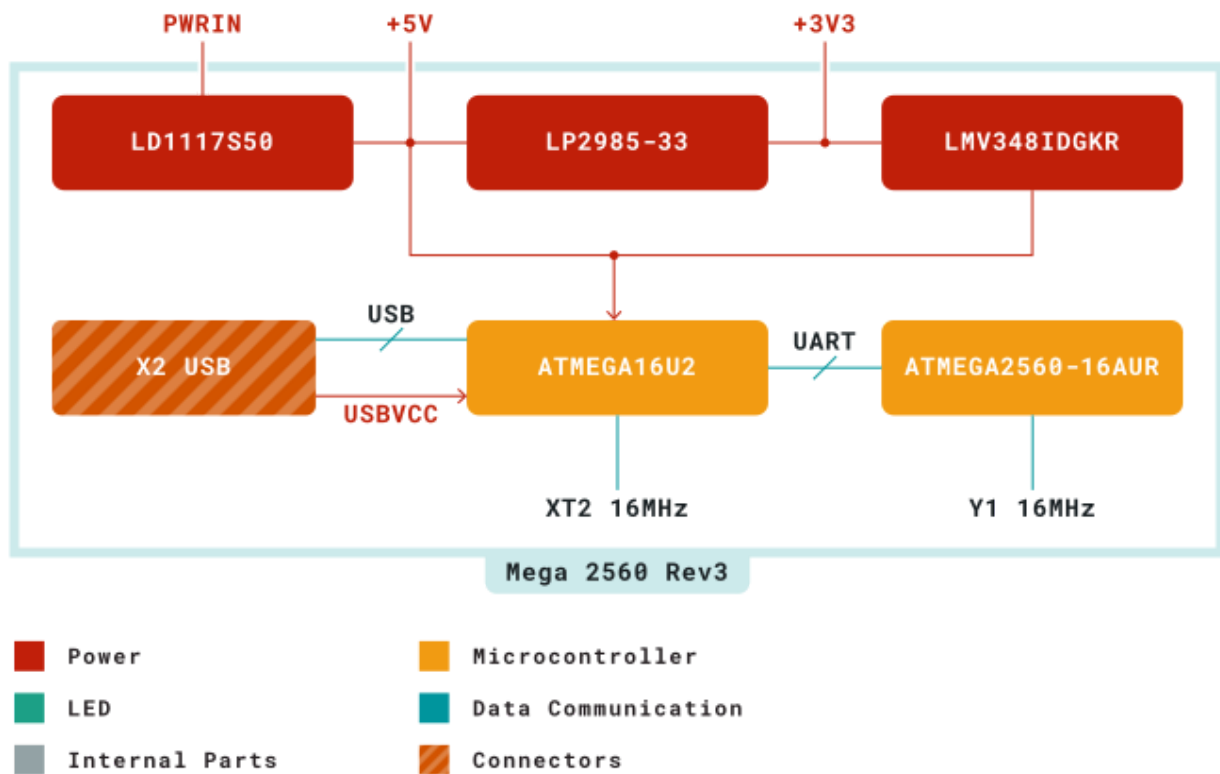 PWRIN
+5V
+3V3
LD1117S50
LP2985-33
LMV348IDGKR
USB
UART
X2 USB
ATMEGA16U2
ATMEGA2560-16AUR
USBVCC
XT2 16MHz
Y1 16MHz
Mega 2560 Rev3
Power
Microcontroller
LED
Data Communication
Internal Parts
Connectors